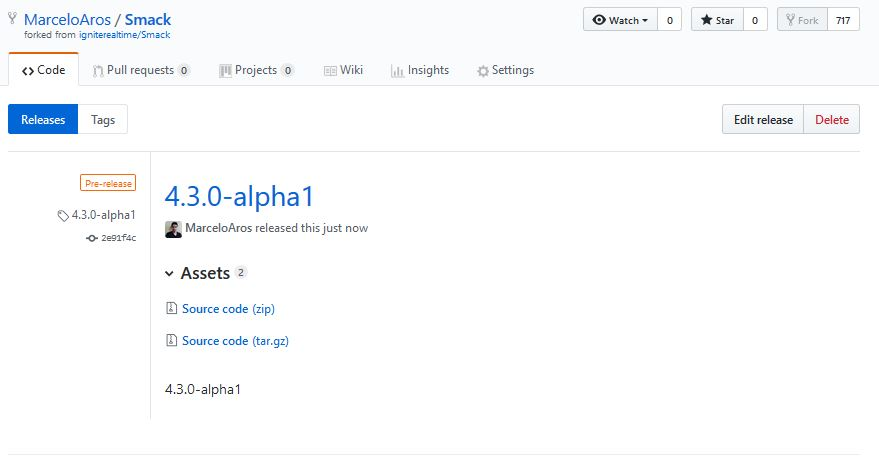 MarceloAros / Smack
forked from igniterealtime/Smack
Watch 0
Star 0
Fork 717
Code
Pull requests 0
Projects 0
Wiki
Insights
Settings
Releases
Tags
Edit release
Delete
Pre-release
4.3.0-alpha1
2e91f4c
4.3.0-alpha1
MarceloAros released this just now
Assets 2
Source code (zip)
Source code (tar.gz)
4.3.0-alpha1